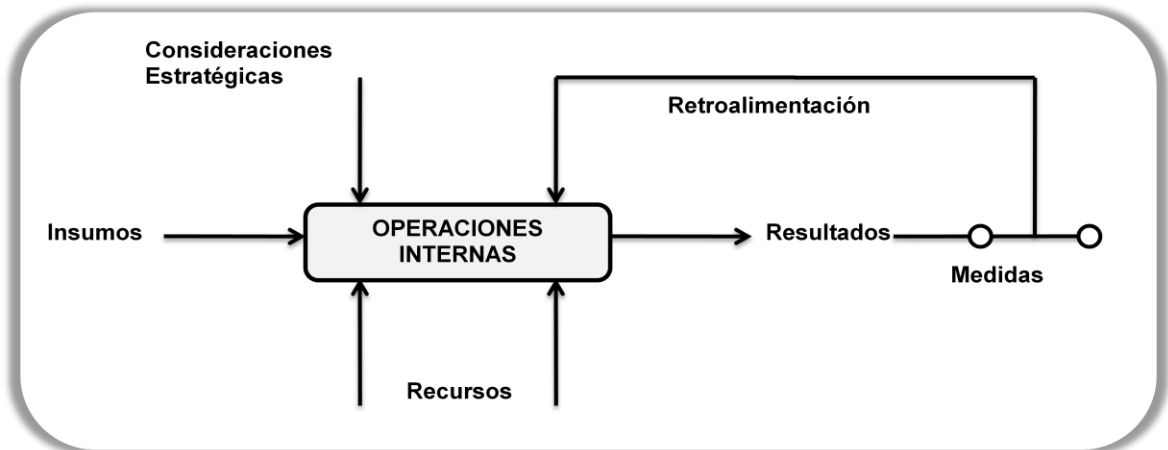 Consideraciones
Estratégicas
Retroalimentación
Insumos
OPERACIONES
INTERNAS
Resultados
Medidas
Recursos